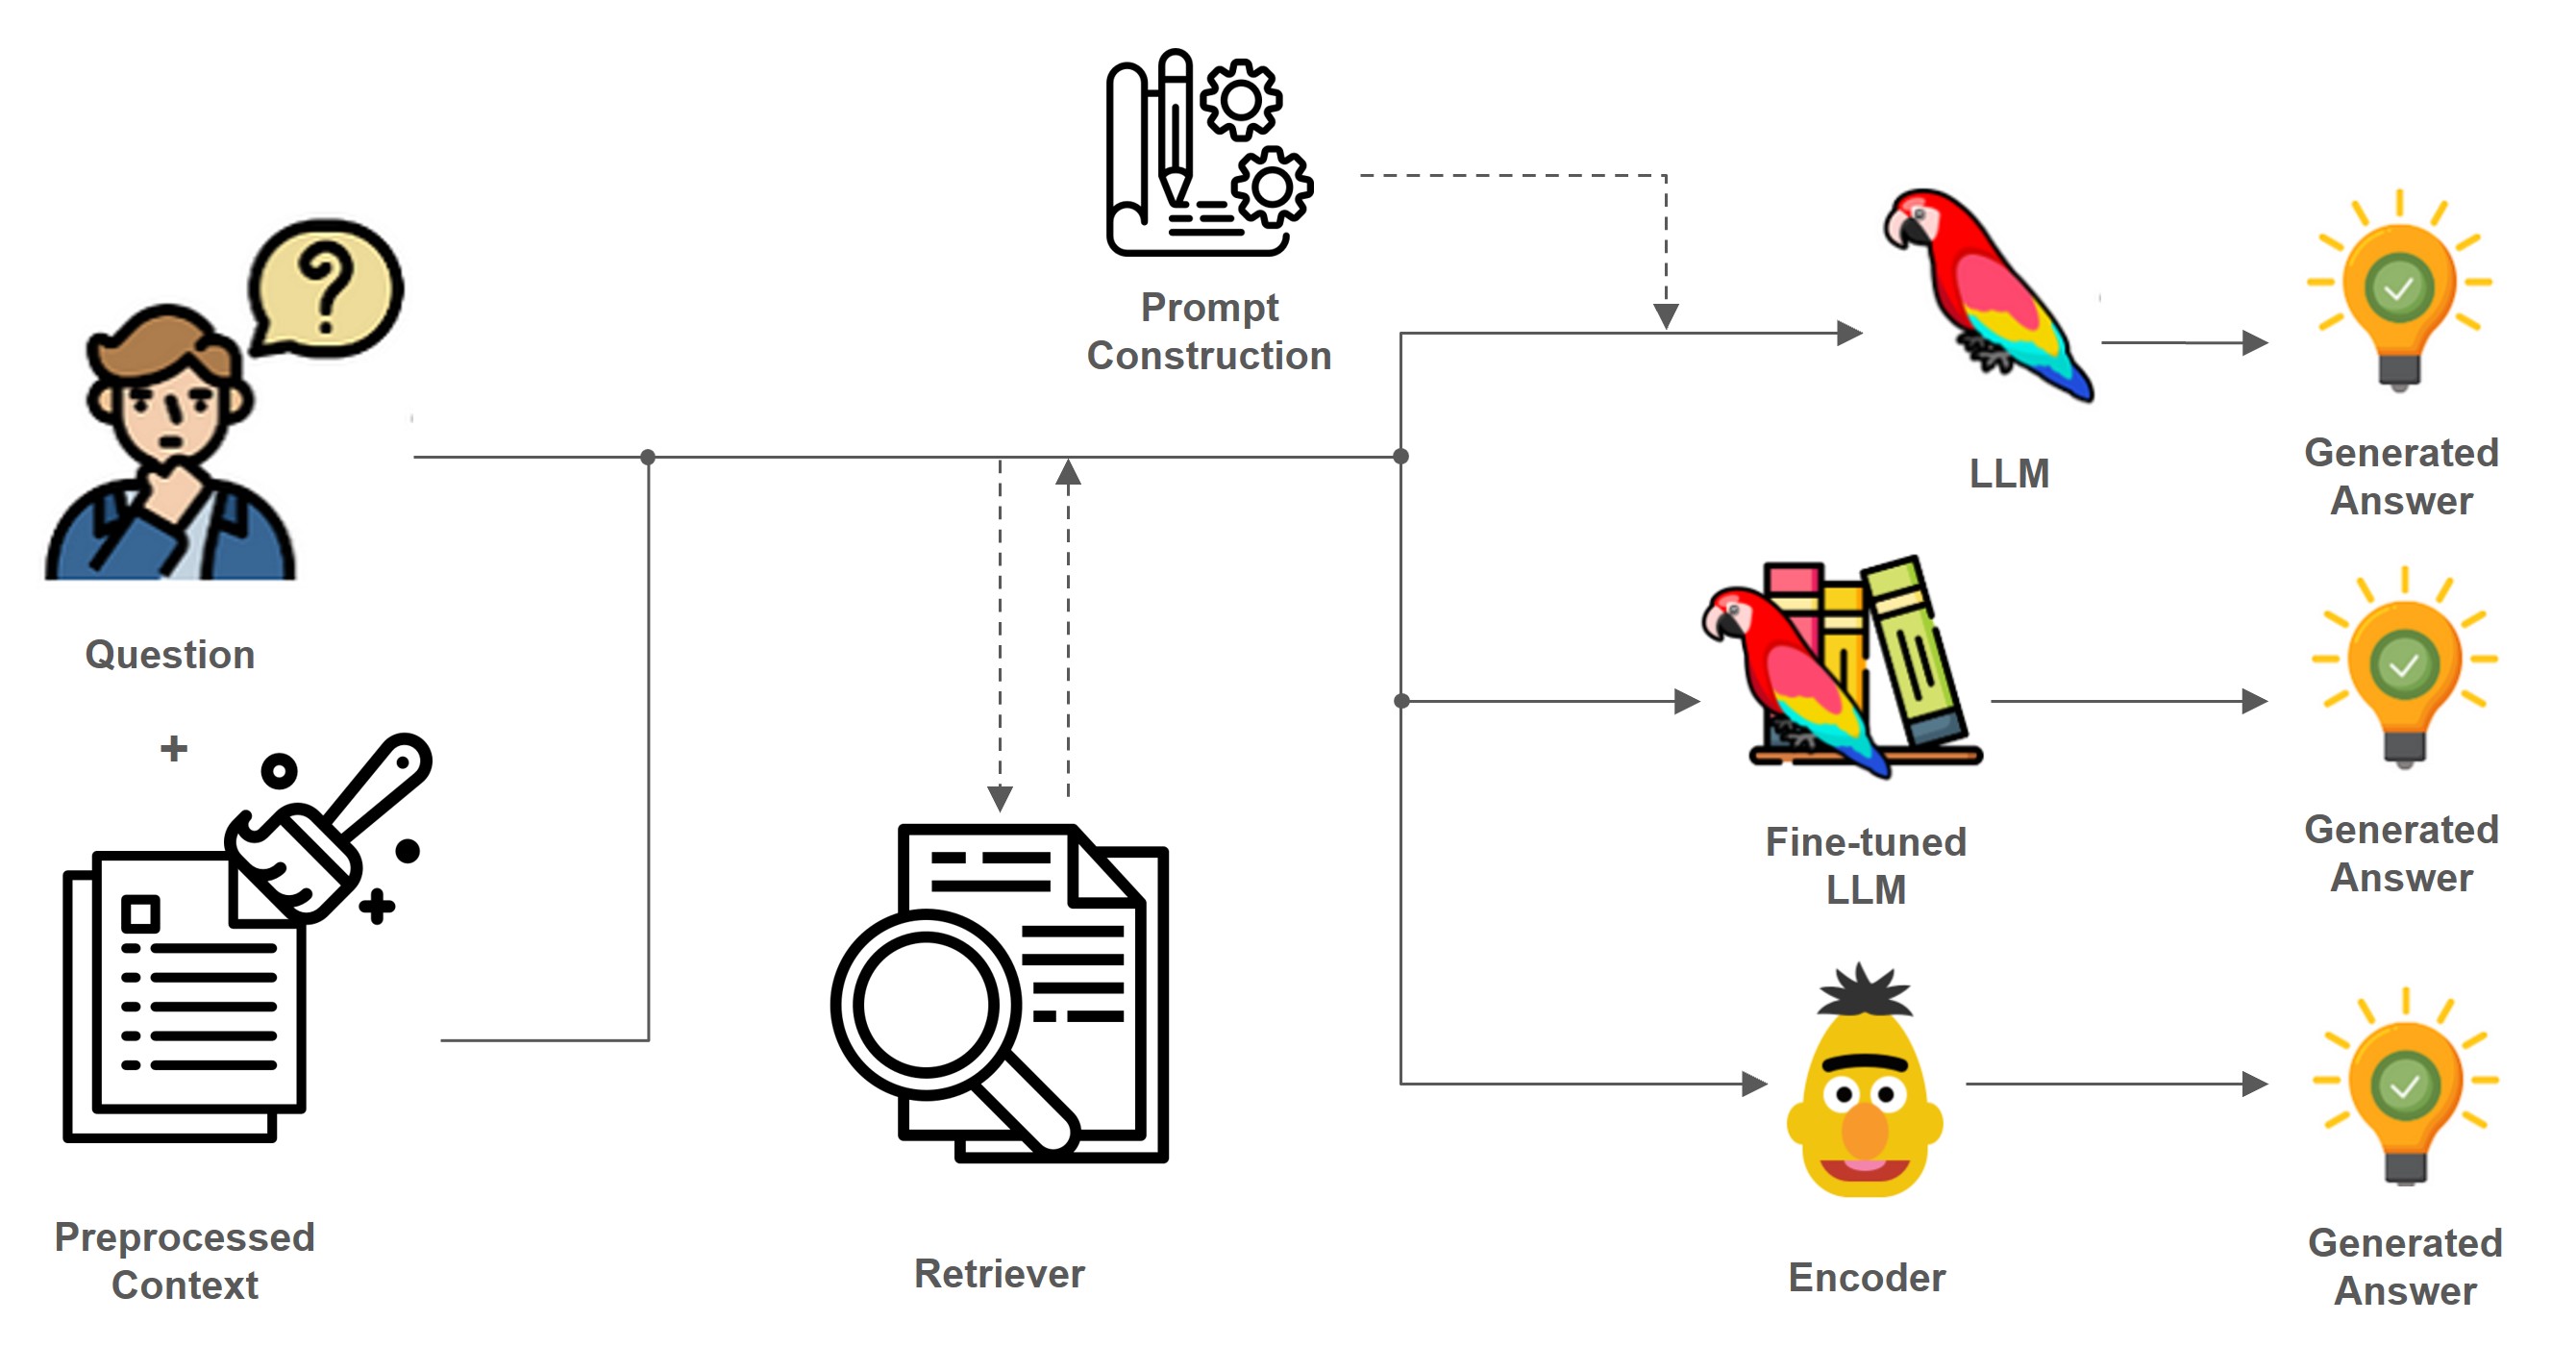 ?
Question
+
Preprocessed
Context
Prompt
Construction
Retriever
LLM
Generated
Answer
Fine-tuned
LLM
Generated
Answer
Encoder
Generated
Answer